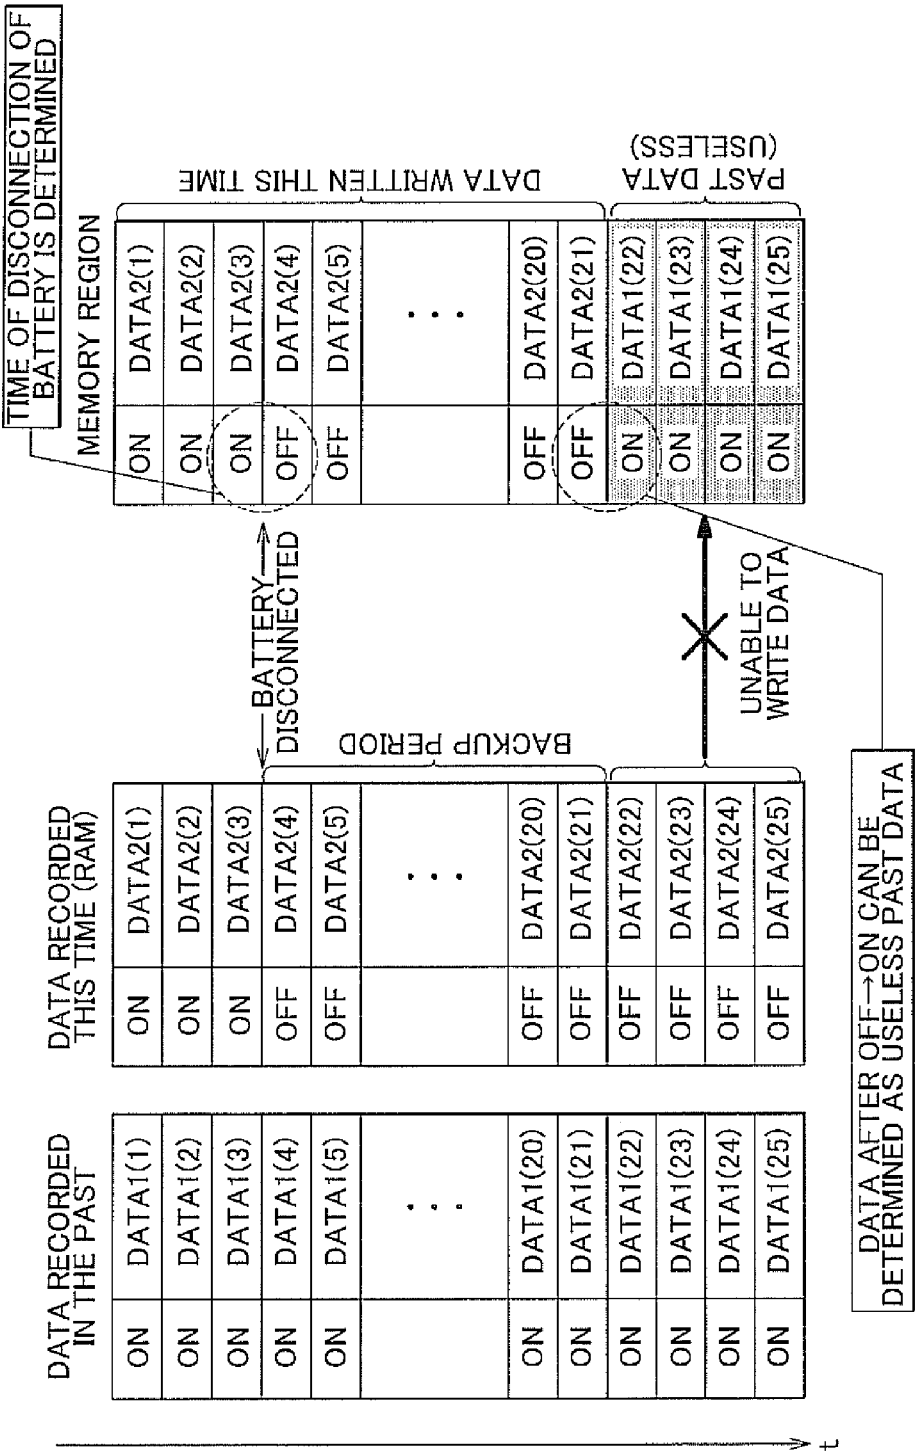 TIME OF DISCONNECTION OF
BATTERY IS DETERMINED
DATA RECORDED
IN THE PAST
ON DATA1(1)
ON DATA1(2)
ON DATA1(3)
ON DATA1(4)
ON DATA1(5)
. . .
ON DATA1(20)
ON DATA1(21)
ON DATA1(22)
ON DATA1(23)
ON DATA1(24)
ON DATA1(25)
t
DATA RECORDED
THIS TIME (RAM)
ON DATA2(1)
ON DATA2(2)
ON DATA2(3)
OFF DATA2(4)
OFF DATA2(5)
. . .
OFF DATA2(20)
OFF DATA2(21)
OFF DATA2(22)
OFF DATA2(23)
OFF DATA2(24)
OFF DATA2(25)
BATTERY
DISCONNECTED
BACKUP PERIOD
UNABLE TO
WRITE DATA
MEMORY REGION
ON DATA2(1)
ON DATA2(2)
ON DATA2(3)
OFF DATA2(4)
OFF DATA2(5)
. . .
OFF DATA2(20)
OFF DATA2(21)
ON DATA1(22)
ON DATA1(23)
ON DATA1(24)
ON DATA1(25)
DATA WRITTEN THIS TIME
PAST DATA
(USELESS)
DATA AFTER OFF→ON CAN BE
DETERMINED AS USELESS PAST DATA